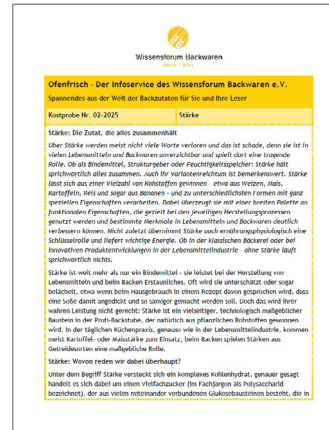 Wissensforum Backwaren
Berlin · Wien
Ofenfrisch - Der Infoservice des Wissensforum Backwaren e.V.
Spannendes aus der Welt der Backzutaten für Sie und Ihre Leser
Kostprobe Nr. 02-2025 Stärke
Stärke: Die Zutat, die alles zusammenhält
Über Stärke werden meist nicht viele Worte verloren und das ist schade, denn sie ist in
vielen Lebensmitteln und Backwaren unverzichtbar und spielt dort eine tragende
Rolle. Ob als Bindemittel, Strukturgeber oder Feuchtigkeitsspeicher: Stärke hält
sprichwörtlich alles zusammen. Auch ihr Variantenreichtum ist bemerkenswert. Stärke
lässt sich aus einer Vielzahl von Rohstoffen gewinnen – etwa aus Weizen, Mais,
Kartoffeln, Reis und sogar aus Bananen – und zu unterschiedlichsten Formen mit ganz
speziellen Eigenschaften verarbeiten. Dabei überzeugt sie mit einer breiten Palette an
funktionalen Eigenschaften, die gezielt bei den jeweiligen Herstellungsprozessen
genutzt werden und bestimmte Merkmale in Lebensmitteln und Backwaren deutlich
verbessern können. Nicht zuletzt übernimmt Stärke auch ernährungsphysiologisch eine
Schlüsselrolle und liefert wichtige Energie. Ob in der klassischen Bäckerei oder bei
innovativen Produktentwicklungen in der Lebensmittelindustrie – ohne Stärke läuft
sprichwörtlich nichts.
Stärke ist weit mehr als nur ein Bindemittel – sie leistet bei der Herstellung von
Lebensmitteln und beim Backen Erstaunliches. Oft wird sie unterschätzt oder sogar
belächelt, etwa wenn beim Hausgebrauch in einem Rezept davon gesprochen wird, dass
eine Soße damit angedickt und so sämiger gemacht werden soll. Doch das wird ihrer
wahren Leistung nicht gerecht: Stärke ist ein vielseitiger, technologisch maßgeblicher
Baustein in der Profi-Backstube, der natürlich aus pflanzlichen Rohstoffen gewonnen
wird. In der täglichen Küchenpraxis, genauso wie in der Lebensmittelindustrie, kommen
meist Kartoffel- oder Maisstärke zum Einsatz, beim Backen spielen Stärken aus
Getreidesorten eine maßgebliche Rolle.
Stärke: Wovon reden wir dabei überhaupt?
Unter dem Begriff Stärke versteckt sich ein komplexes Kohlenhydrat, genauer gesagt
handelt es sich dabei um einen Vielfachzucker (im Fachjargon als Polysaccharid
bezeichnet), der aus vielen miteinander verbundenen Glukosebausteinen besteht, die in